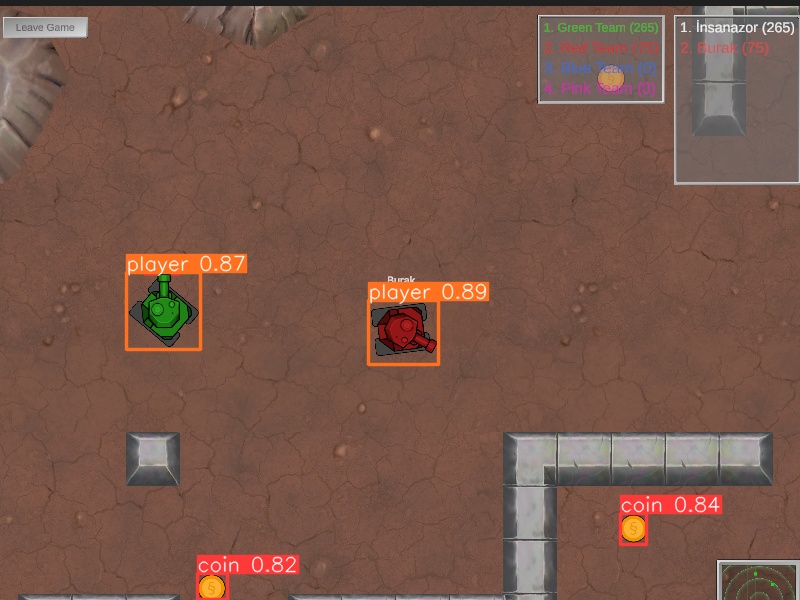 Leave Game
1. Green Team (265)
2. Red Team (75)
3. Blue Team (0)
4. Pink Team (0)
1. İnsanazor (265)
2. Burak (75)
player 0.87
Burak
player 0.89
coin 0.84
coin 0.82